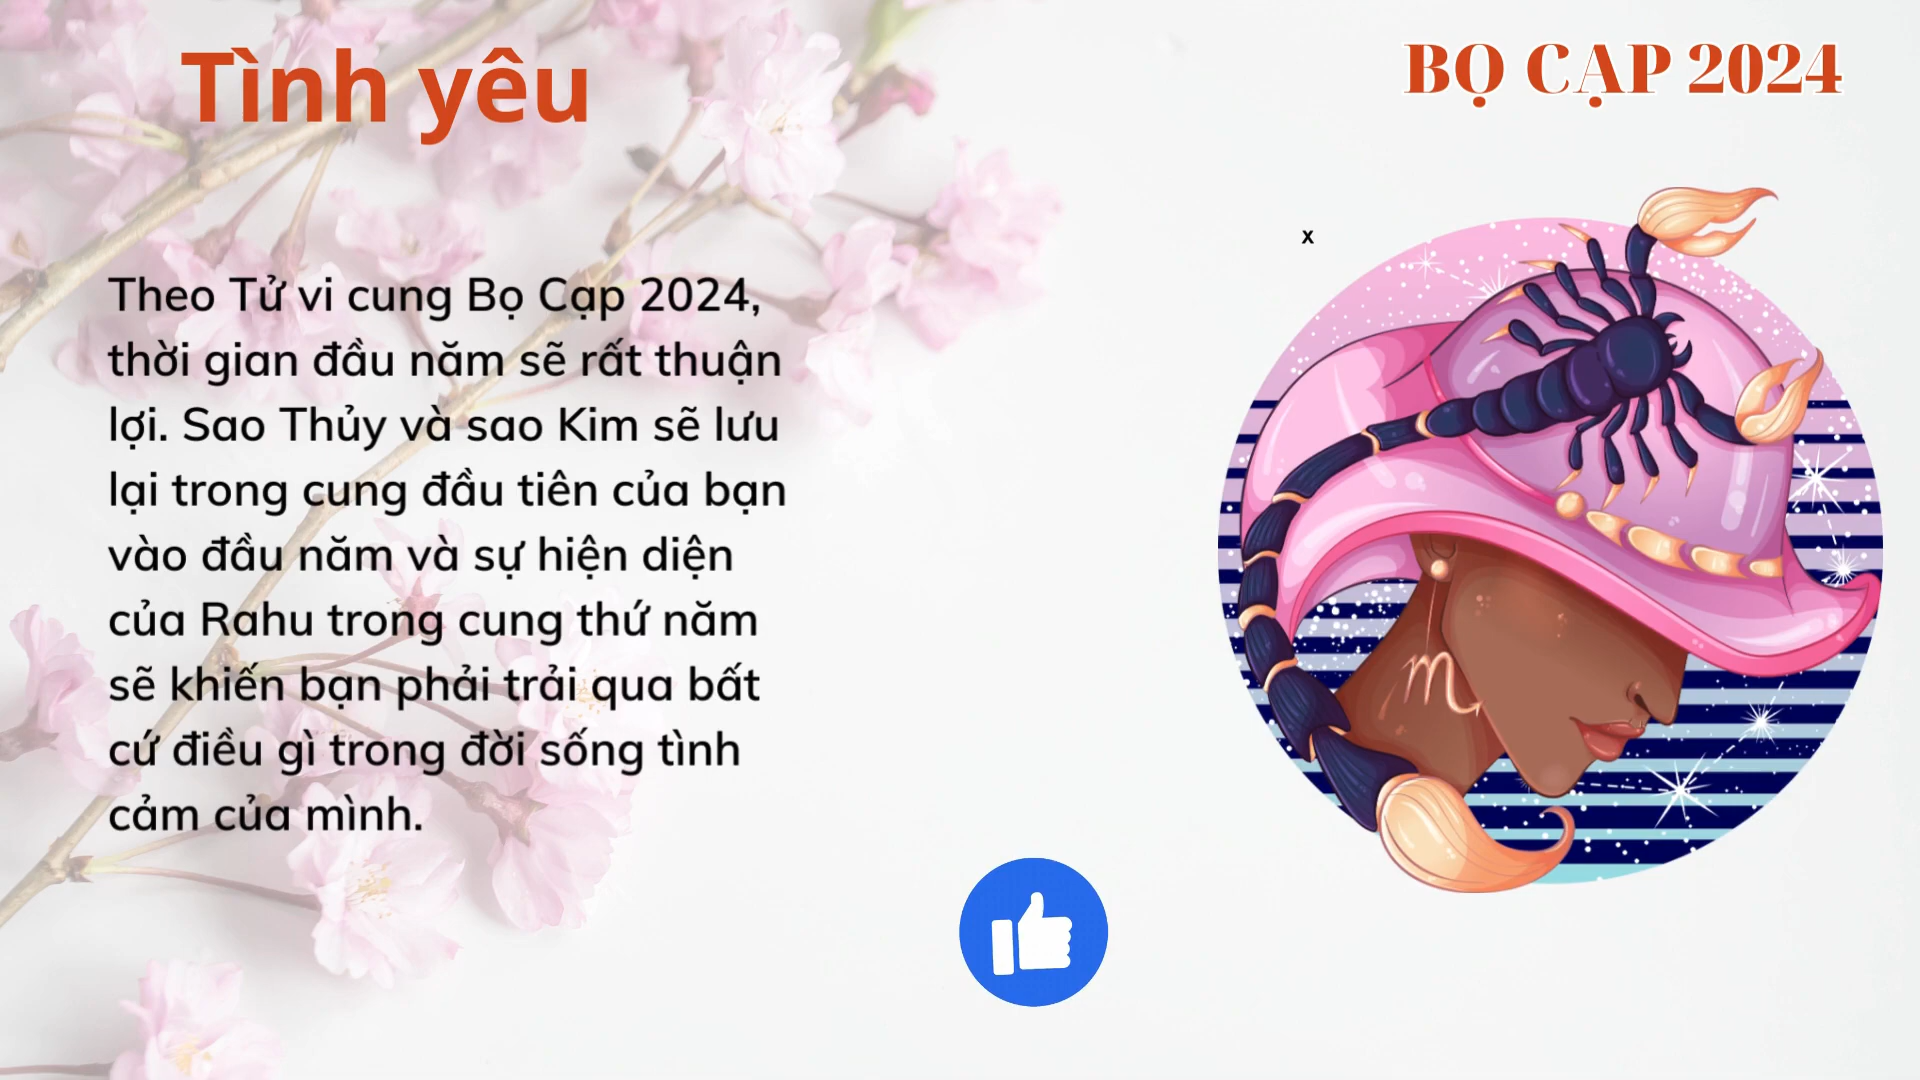 Tình yêu
BỌ CẠP 2024
x
Theo Tử vi cung Bọ Cạp 2024,
thời gian đầu năm sẽ rất thuận
lợi. Sao Thủy và sao Kim sẽ lưu
lại trong cung đầu tiên của bạn
vào đầu năm và sự hiện diện
của Rahu trong cung thứ năm
sẽ khiến bạn phải trải qua bất
cứ điều gì trong đời sống tình
cảm của mình.